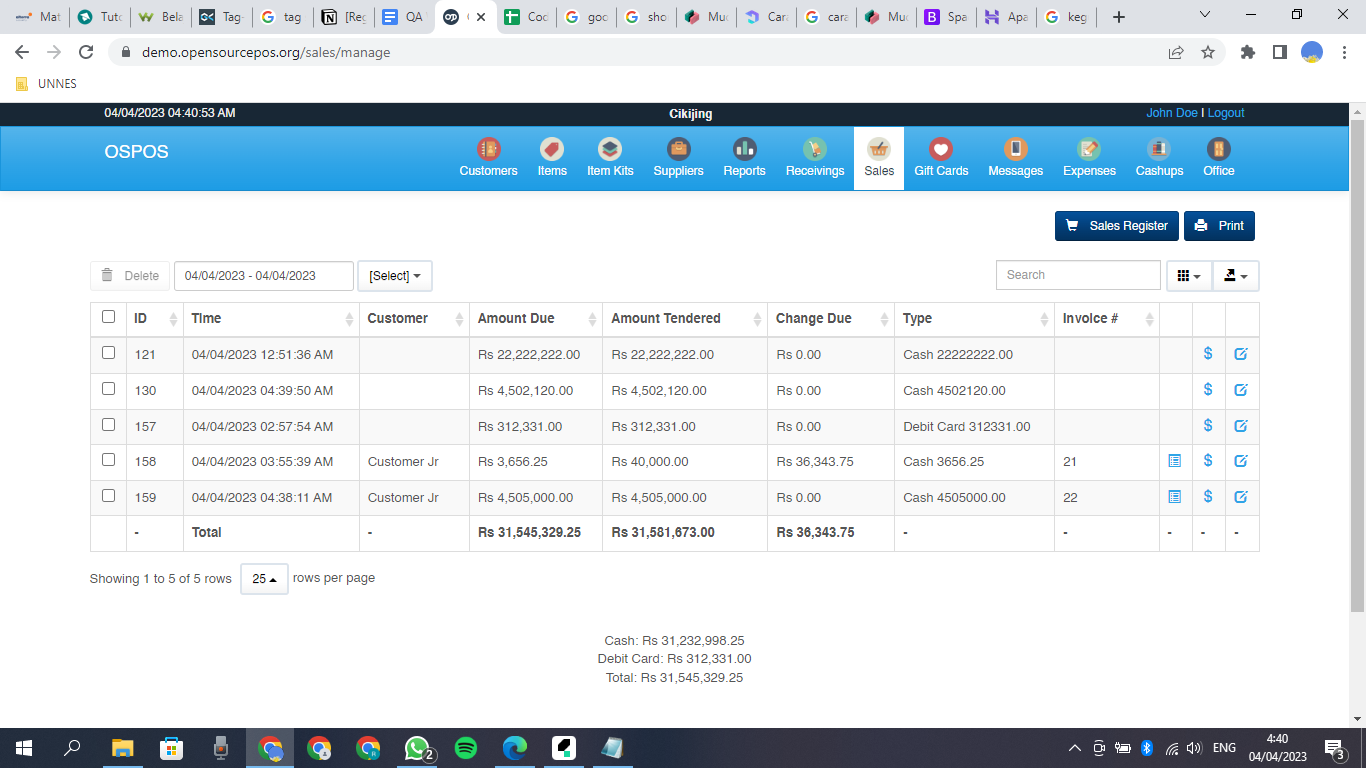 Mat Tuto Bela Tag- tag [Reg QA Cod goo sho Muc Cara cara Muc Spa Apa keg
demo.opensourcepos.org/sales/manage
UNNES
04/04/2023 04:40:53 AM Cikijing John Doe | Logout
OSPOS Customers Items Item Kits Suppliers Reports Receivings Sales Gift Cards Messages Expenses Cashups Office
Sales Register Print
Delete 04/04/2023 - 04/04/2023 [Select] Search
ID Time Customer Amount Due Amount Tendered Change Due Type Invoice #
121 04/04/2023 12:51:36 AM Rs 22,222,222.00 Rs 22,222,222.00 Rs 0.00 Cash 22222222.00 $
130 04/04/2023 04:39:50 AM Rs 4,502,120.00 Rs 4,502,120.00 Rs 0.00 Cash 4502120.00 $
157 04/04/2023 02:57:54 AM Rs 312,331.00 Rs 312,331.00 Rs 0.00 Debit Card 312331.00 $
158 04/04/2023 03:55:39 AM Customer Jr Rs 3,656.25 Rs 40,000.00 Rs 36,343.75 Cash 3656.25 21 $
159 04/04/2023 04:38:11 AM Customer Jr Rs 4,505,000.00 Rs 4,505,000.00 Rs 0.00 Cash 4505000.00 22 $
- Total - Rs 31,545,329.25 Rs 31,581,673.00 Rs 36,343.75 - - - - -
Showing 1 to 5 of 5 rows 25 rows per page
Cash: Rs 31,232,998.25
Debit Card: Rs 312,331.00
Total: Rs 31,545,329.25
2 ENG 4:40
04/04/2023 3